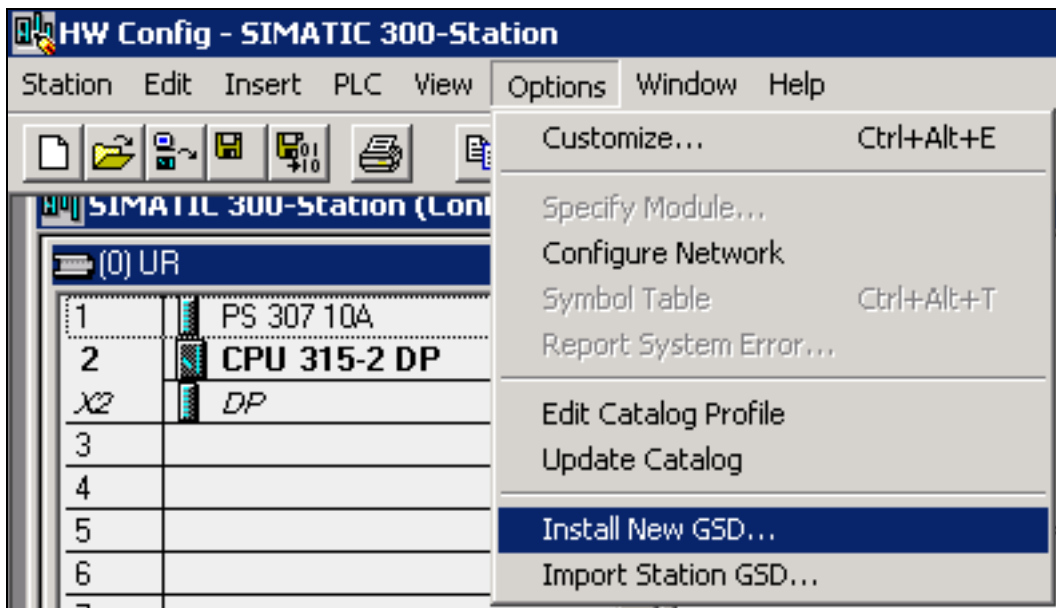 HW Config - SIMATIC 300-Station
Station Edit Insert PLC View Options Window Help
Customize... Ctrl+Alt+E
SIMATIC 300-Station (Conf
Specify Module...
(0) UR
Configure Network
1 PS 307 10A
Symbol Table Ctrl+Alt+T
2 CPU 315-2 DP
Report System Error...
X2 DP
Edit Catalog Profile
3
Update Catalog
4
5
Install New GSD...
6
Import Station GSD...